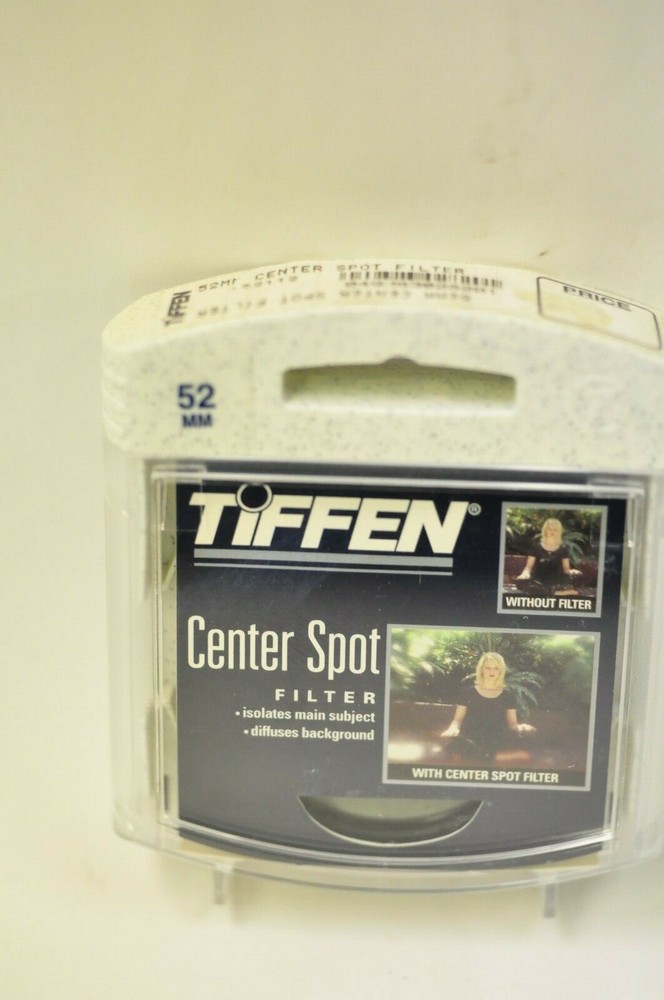 TIFFEN
52MM CENTER SPOT FILTER
PRICE
52
MM
TIFFEN®
WITHOUT FILTER
Center Spot
FILTER
• isolates main subject
• diffuses background
WITH CENTER SPOT FILTER